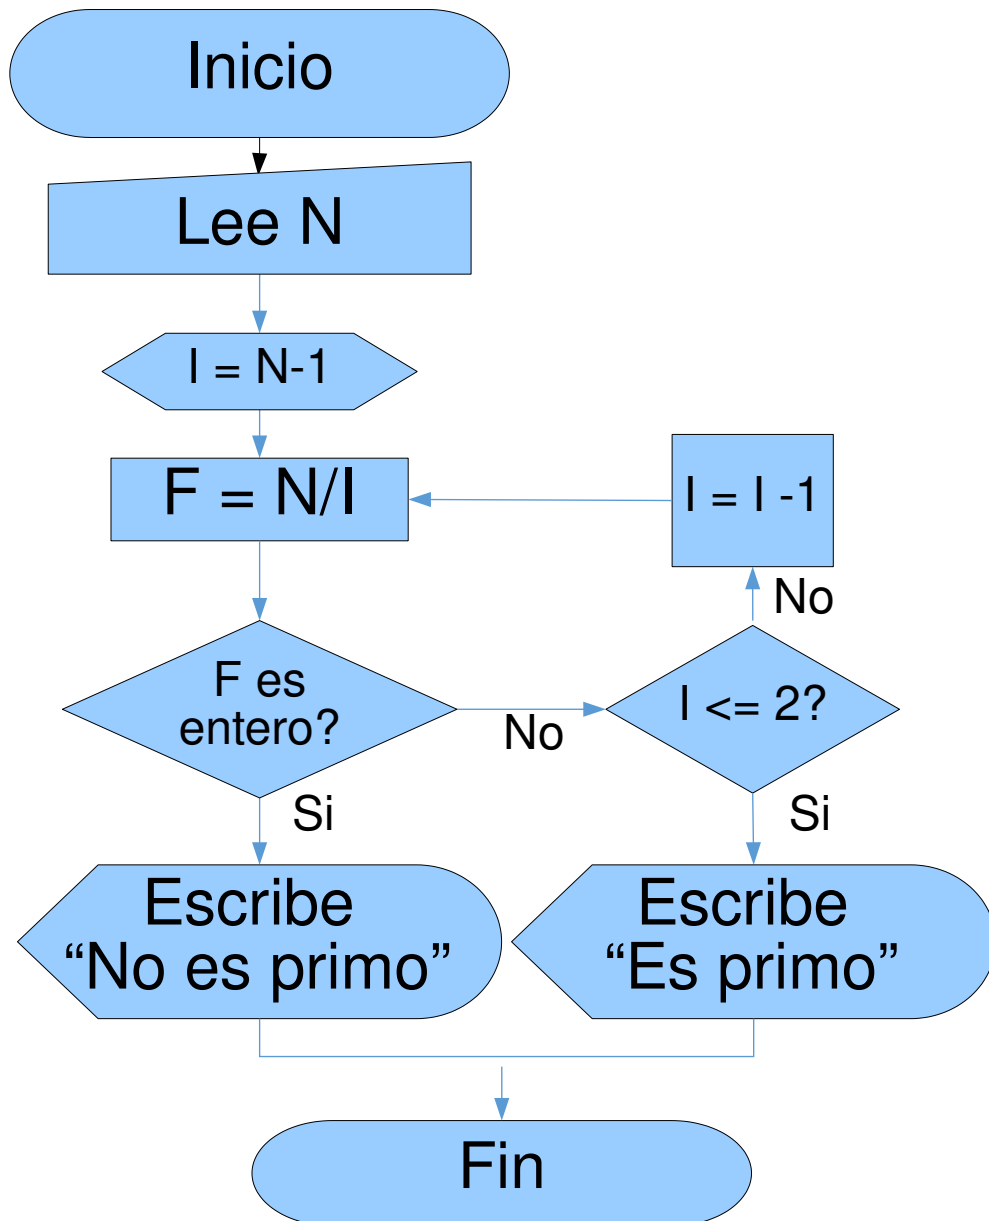 Inicio
Lee N
I = N-1
F = N/I
I = I -1
No
F es
entero?
No
I <= 2?
Si
Si
Escribe
“No es primo”
Escribe
“Es primo”
Fin